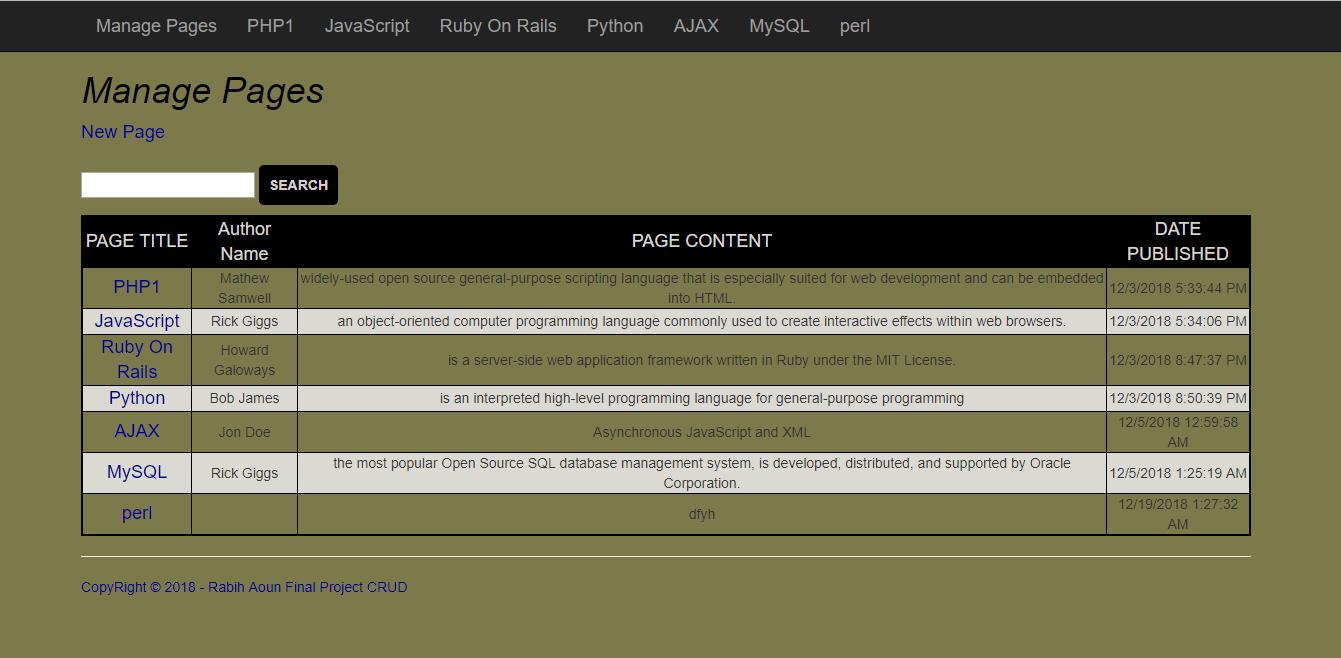 Manage Pages PHP1 JavaScript Ruby On Rails Python AJAX MySQL perl
Manage Pages
New Page
SEARCH
PAGE TITLE Author Name PAGE CONTENT DATE PUBLISHED
PHP1 Mathew Samwell widely-used open source general-purpose scripting language that is especially suited for web development and can be embedded into HTML. 12/3/2018 5:33:44 PM
JavaScript Rick Giggs an object-oriented computer programming language commonly used to create interactive effects within web browsers. 12/3/2018 5:34:06 PM
Ruby On Rails Howard Galoways is a server-side web application framework written in Ruby under the MIT License. 12/3/2018 8:47:37 PM
Python Bob James is an interpreted high-level programming language for general-purpose programming 12/3/2018 8:50:39 PM
AJAX Jon Doe Asynchronous JavaScript and XML 12/5/2018 12:59:58 AM
MySQL Rick Giggs the most popular Open Source SQL database management system, is developed, distributed, and supported by Oracle Corporation. 12/5/2018 1:25:19 AM
perl dfyh 12/19/2018 1:27:32 AM
CopyRight © 2018 - Rabih Aoun Final Project CRUD